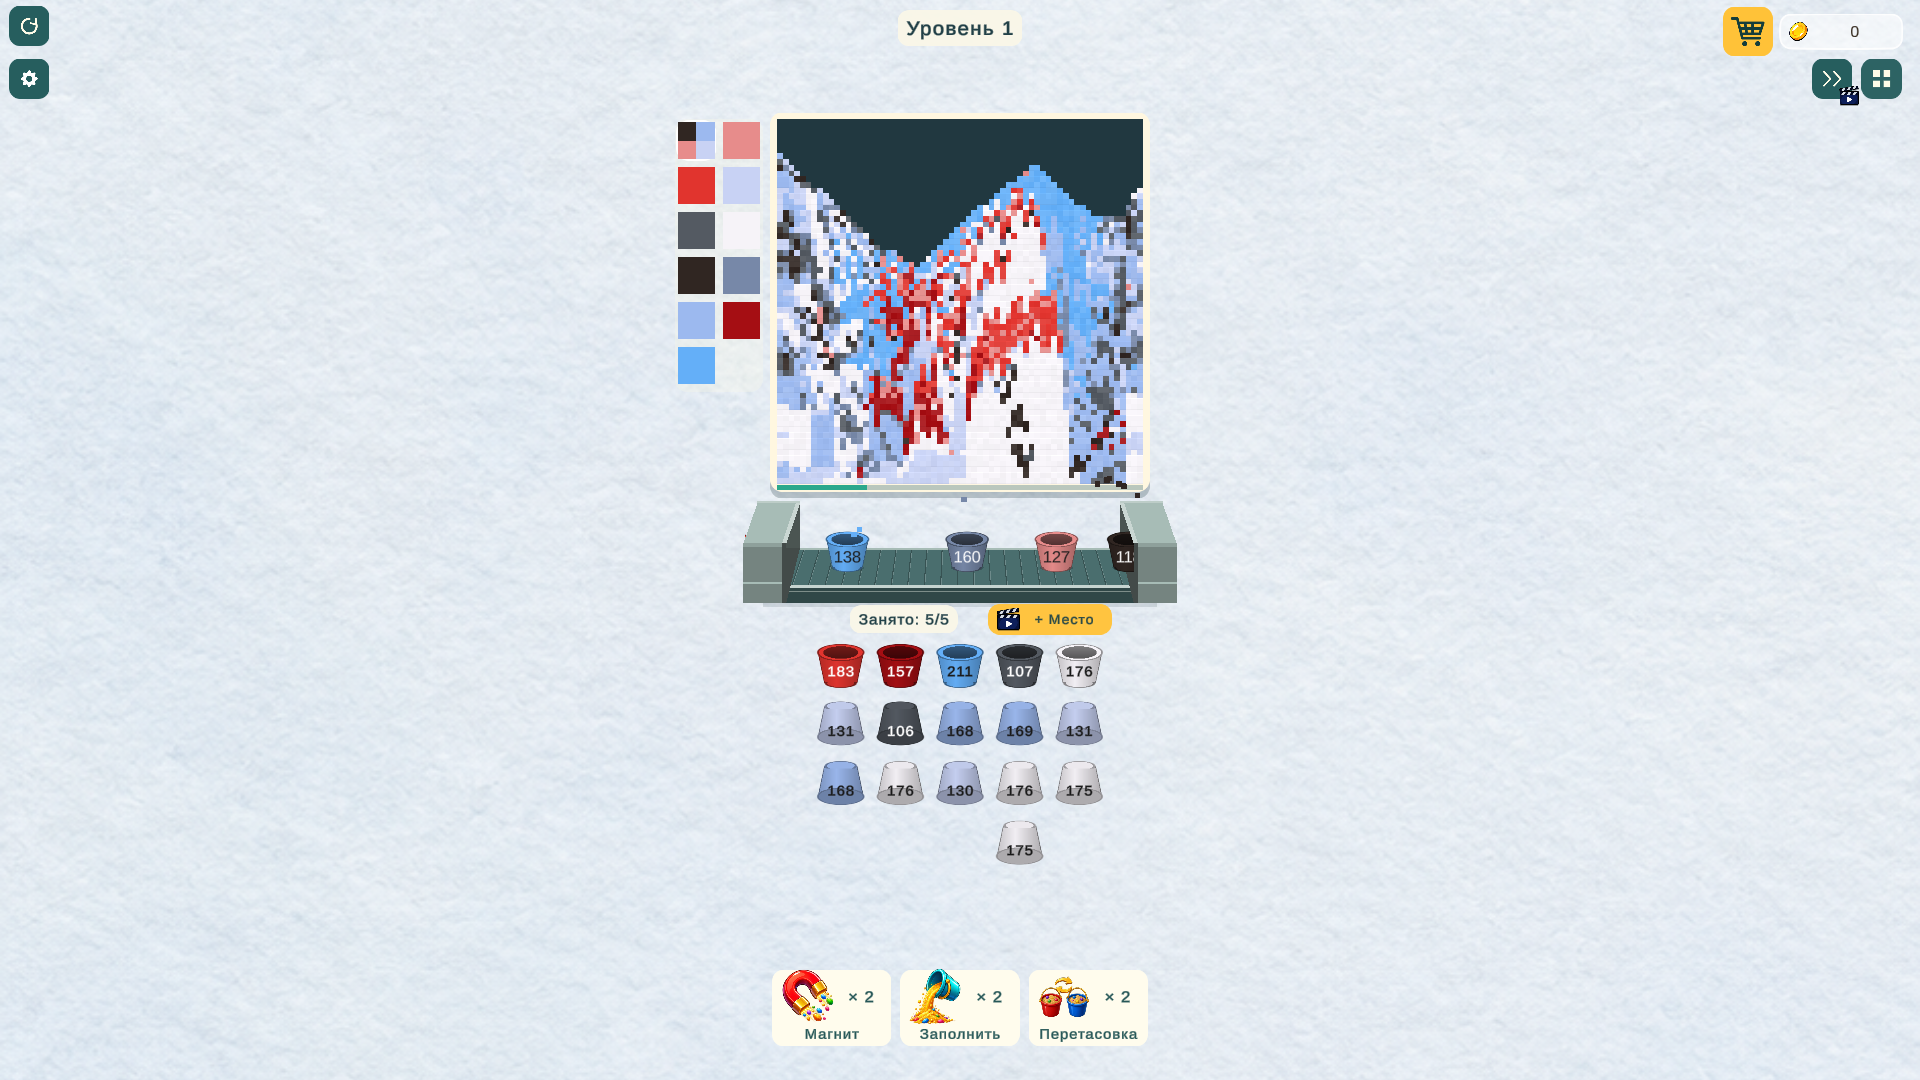 Уровень 1
0
138
160
127
Занято: 5/5
+ Место
183 157 211 107 176
131 106 168 169 131
168 176 130 176 175
175
× 2 × 2 × 2
Магнит Заполнить Перетасовка